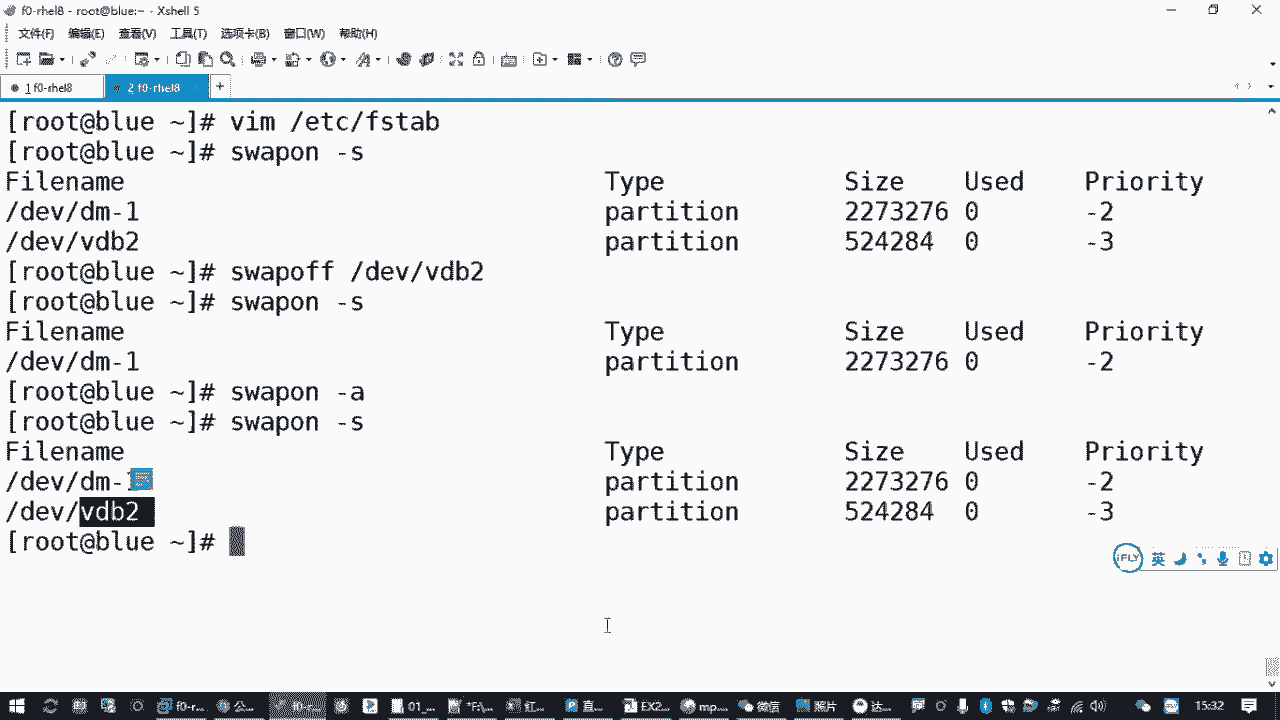 f0-rhel8 - root@blue:~ - Xshell 5
文件(F) 编辑(E) 查看(V) 工具(T) 选项卡(B) 窗口(W) 帮助(H)
1 f0-rhel8 2 f0-rhel8 +
[root@blue ~]# vim /etc/fstab
[root@blue ~]# swapon -s
Filename Type Size Used Priority
/dev/dm-1 partition 2273276 0 -2
/dev/vdb2 partition 524284 0 -3
[root@blue ~]# swapoff /dev/vdb2
[root@blue ~]# swapon -s
Filename Type Size Used Priority
/dev/dm-1 partition 2273276 0 -2
[root@blue ~]# swapon -a
[root@blue ~]# swapon -s
Filename Type Size Used Priority
/dev/dm- partition 2273276 0 -2
/dev/vdb2 partition 524284 0 -3
[root@blue ~]#
iFLY 英
f0-r... 公... f0-r... 01_... 红... 直... EX2... mp... 微信 照片 达... 15:32